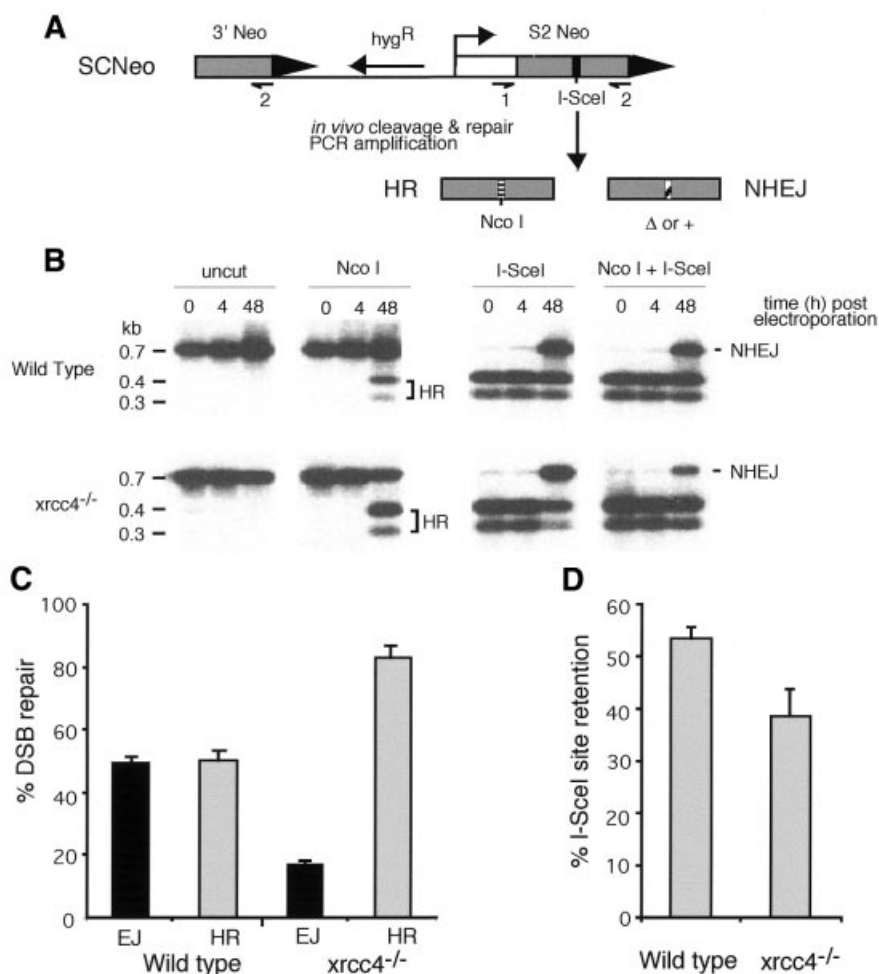 A
3' Neo
hygR
S2 Neo
SCNeo
2
1
I-SceI
2
in vivo cleavage & repair
PCR amplification
HR
NHEJ
Nco I
Δ or +
B
uncut
Nco I
I-SceI
Nco I + I-SceI
0 4 48
0 4 48
0 4 48
0 4 48
time (h) post
electroporation
kb
Wild Type
0.7
0.4
0.3
HR
NHEJ
xrcc4-/-
0.7
0.4
0.3
HR
NHEJ
C
% DSB repair
100
80
60
40
20
0
EJ HR EJ HR
Wild type xrcc4-/-
D
% I-SceI site retention
60
50
40
30
20
10
0
Wild type xrcc4-/-